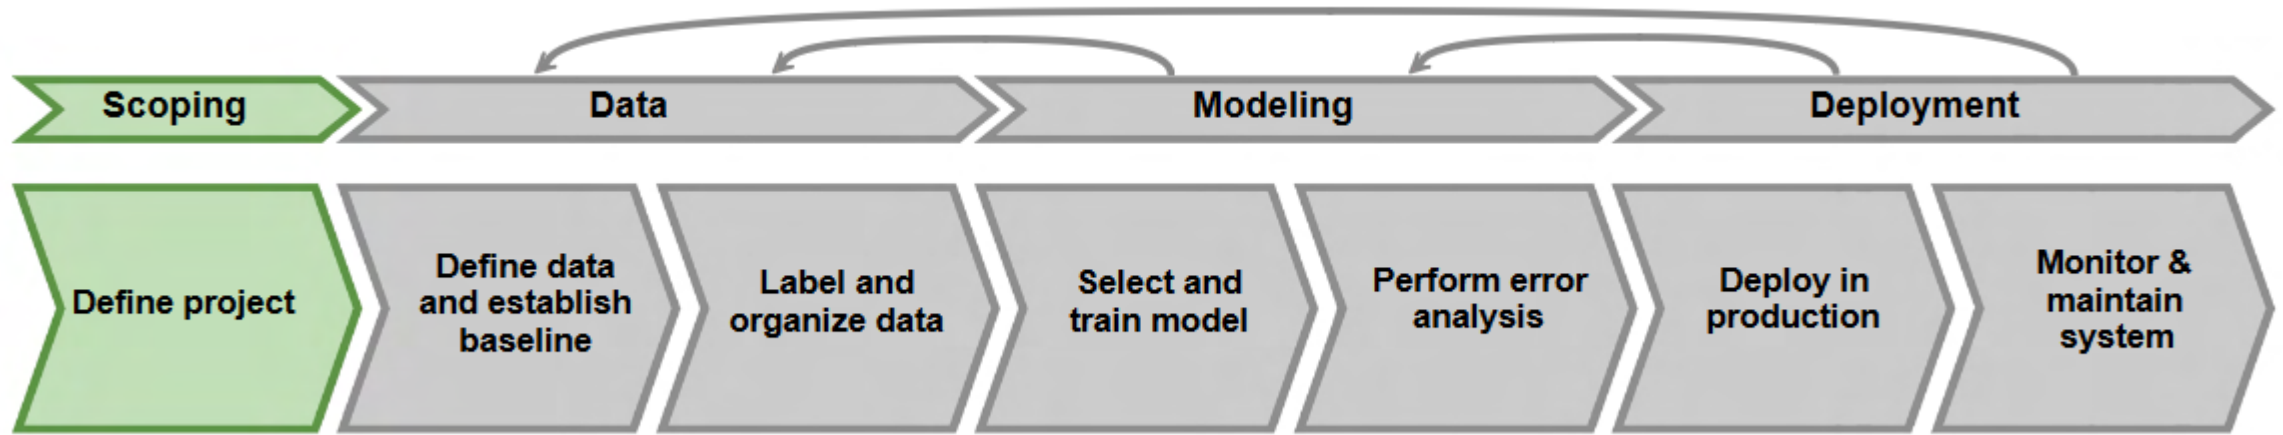 Scoping
Data
Modeling
Deployment
Define project
Define data
and establish
baseline
Label and
organize data
Select and
train model
Perform error
analysis
Deploy in
production
Monitor &
maintain
system